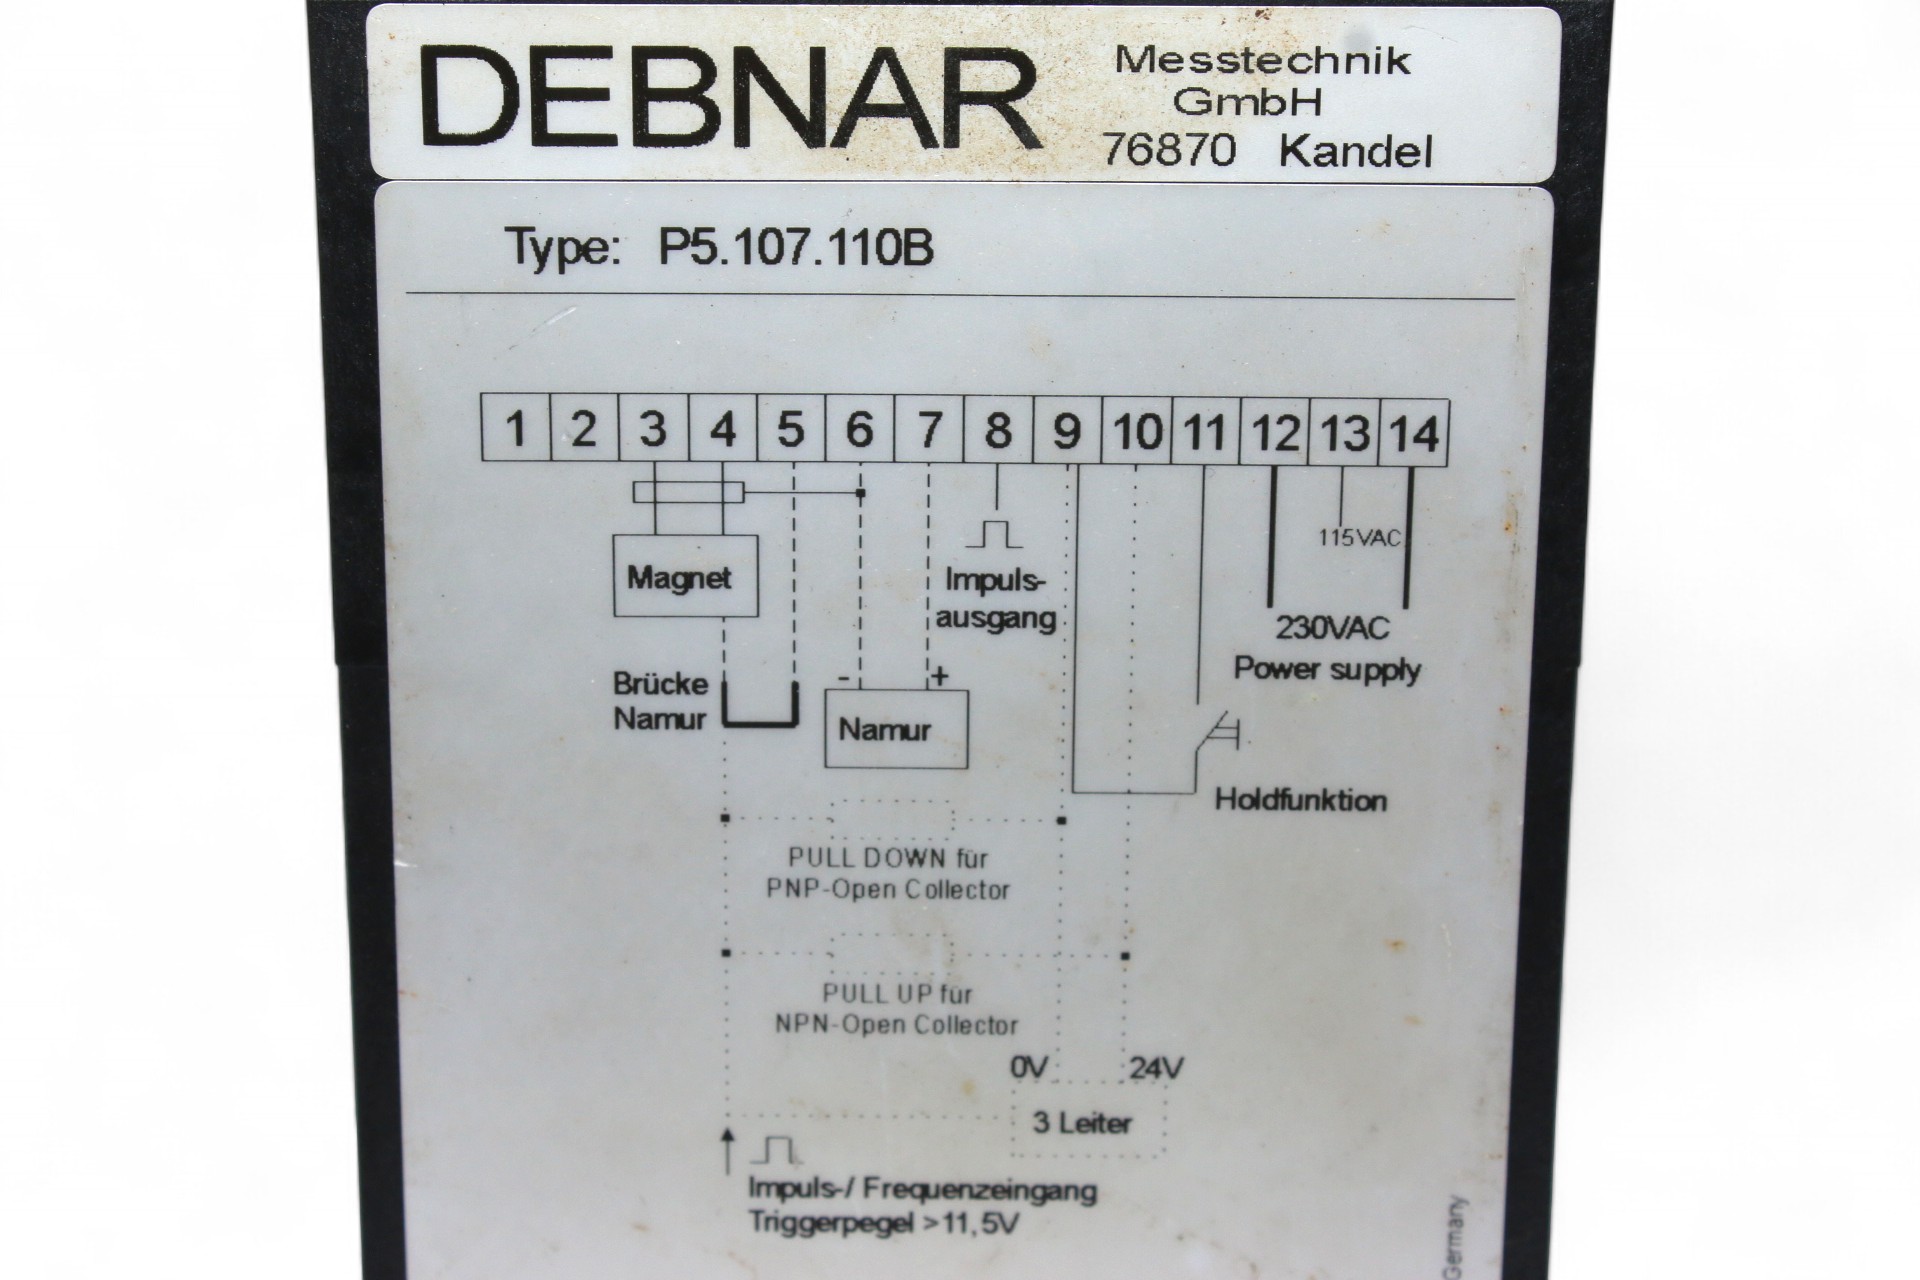 DEBNAR
Messtechnik
GmbH
76870 Kandel
Type: P5.107.110B
1 2 3 4 5 6 7 8 9 10 11 12 13 14
115VAC
Magnet
Impuls-
ausgang
230VAC
Power supply
Brücke
Namur
- +
Namur
Holdfunktion
PULL DOWN für
PNP-Open Collector
PULL UP für
NPN-Open Collector
0V 24V
3 Leiter
Impuls-/ Frequenzeingang
Triggerpegel >11,5V
Germany